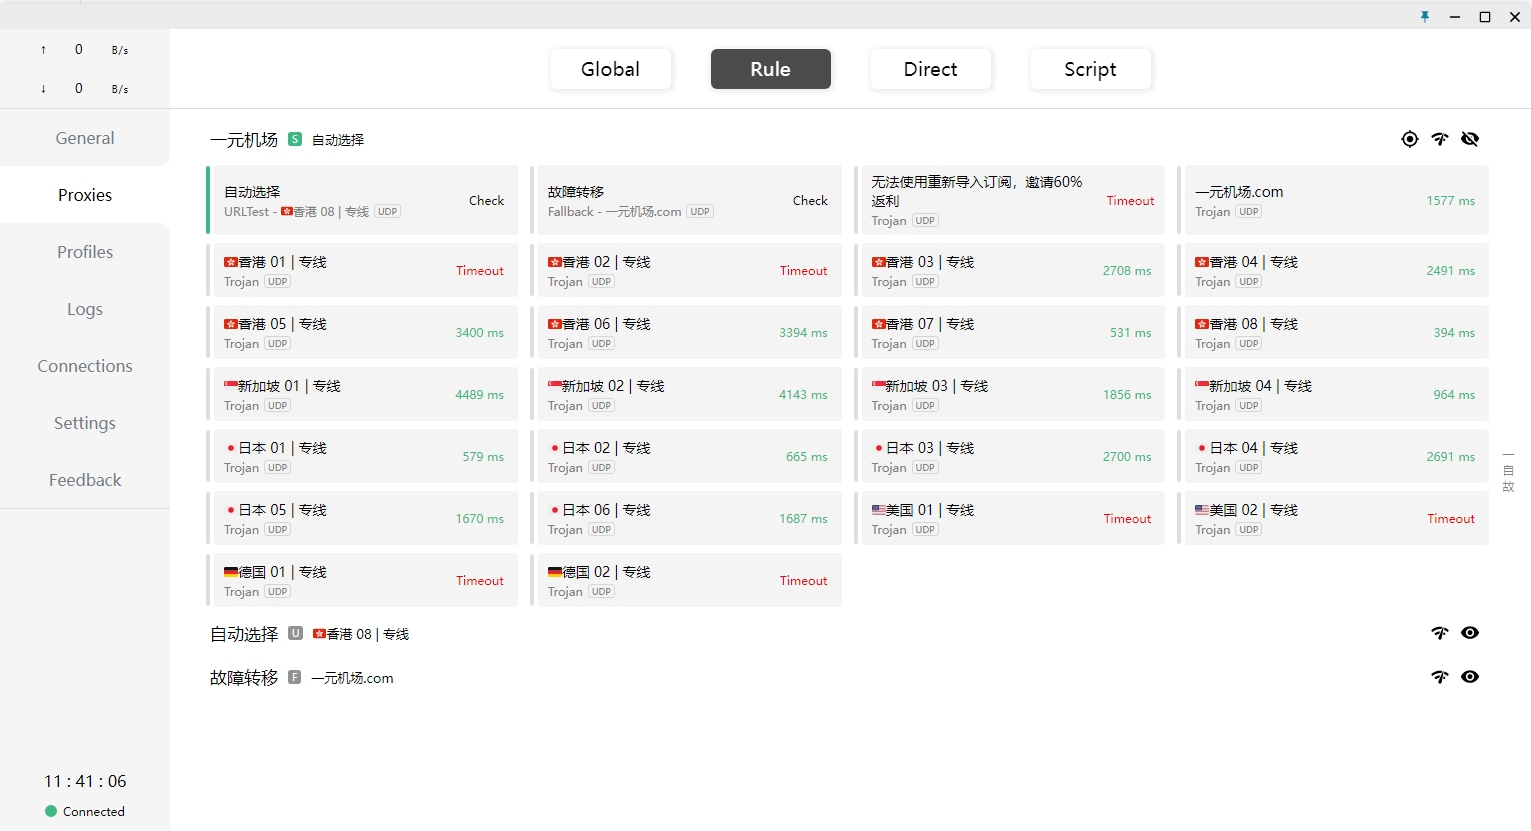 ↑ 0 B/s
↓ 0 B/s
General
Proxies
Profiles
Logs
Connections
Settings
Feedback
11 : 41 : 06
Connected
Global Rule Direct Script
一元机场 S 自动选择
自动选择
URLTest - 🇭🇰香港 08 | 专线 UDP
Check
故障转移
Fallback - 一元机场.com UDP
Check
无法使用重新导入订阅，邀请60%
返利
Trojan UDP
Timeout
一元机场.com
Trojan UDP
1577 ms
🇭🇰香港 01 | 专线
Trojan UDP
Timeout
🇭🇰香港 02 | 专线
Trojan UDP
Timeout
🇭🇰香港 03 | 专线
Trojan UDP
2708 ms
🇭🇰香港 04 | 专线
Trojan UDP
2491 ms
🇭🇰香港 05 | 专线
Trojan UDP
3400 ms
🇭🇰香港 06 | 专线
Trojan UDP
3394 ms
🇭🇰香港 07 | 专线
Trojan UDP
531 ms
🇭🇰香港 08 | 专线
Trojan UDP
394 ms
🇸🇬新加坡 01 | 专线
Trojan UDP
4489 ms
🇸🇬新加坡 02 | 专线
Trojan UDP
4143 ms
🇸🇬新加坡 03 | 专线
Trojan UDP
1856 ms
🇸🇬新加坡 04 | 专线
Trojan UDP
964 ms
🇯🇵日本 01 | 专线
Trojan UDP
579 ms
🇯🇵日本 02 | 专线
Trojan UDP
665 ms
🇯🇵日本 03 | 专线
Trojan UDP
2700 ms
🇯🇵日本 04 | 专线
Trojan UDP
2691 ms
🇯🇵日本 05 | 专线
Trojan UDP
1670 ms
🇯🇵日本 06 | 专线
Trojan UDP
1687 ms
🇺🇸美国 01 | 专线
Trojan UDP
Timeout
🇺🇸美国 02 | 专线
Trojan UDP
Timeout
🇩🇪德国 01 | 专线
Trojan UDP
Timeout
🇩🇪德国 02 | 专线
Trojan UDP
Timeout
自动选择 U 🇭🇰香港 08 | 专线
故障转移 F 一元机场.com
一
自
故